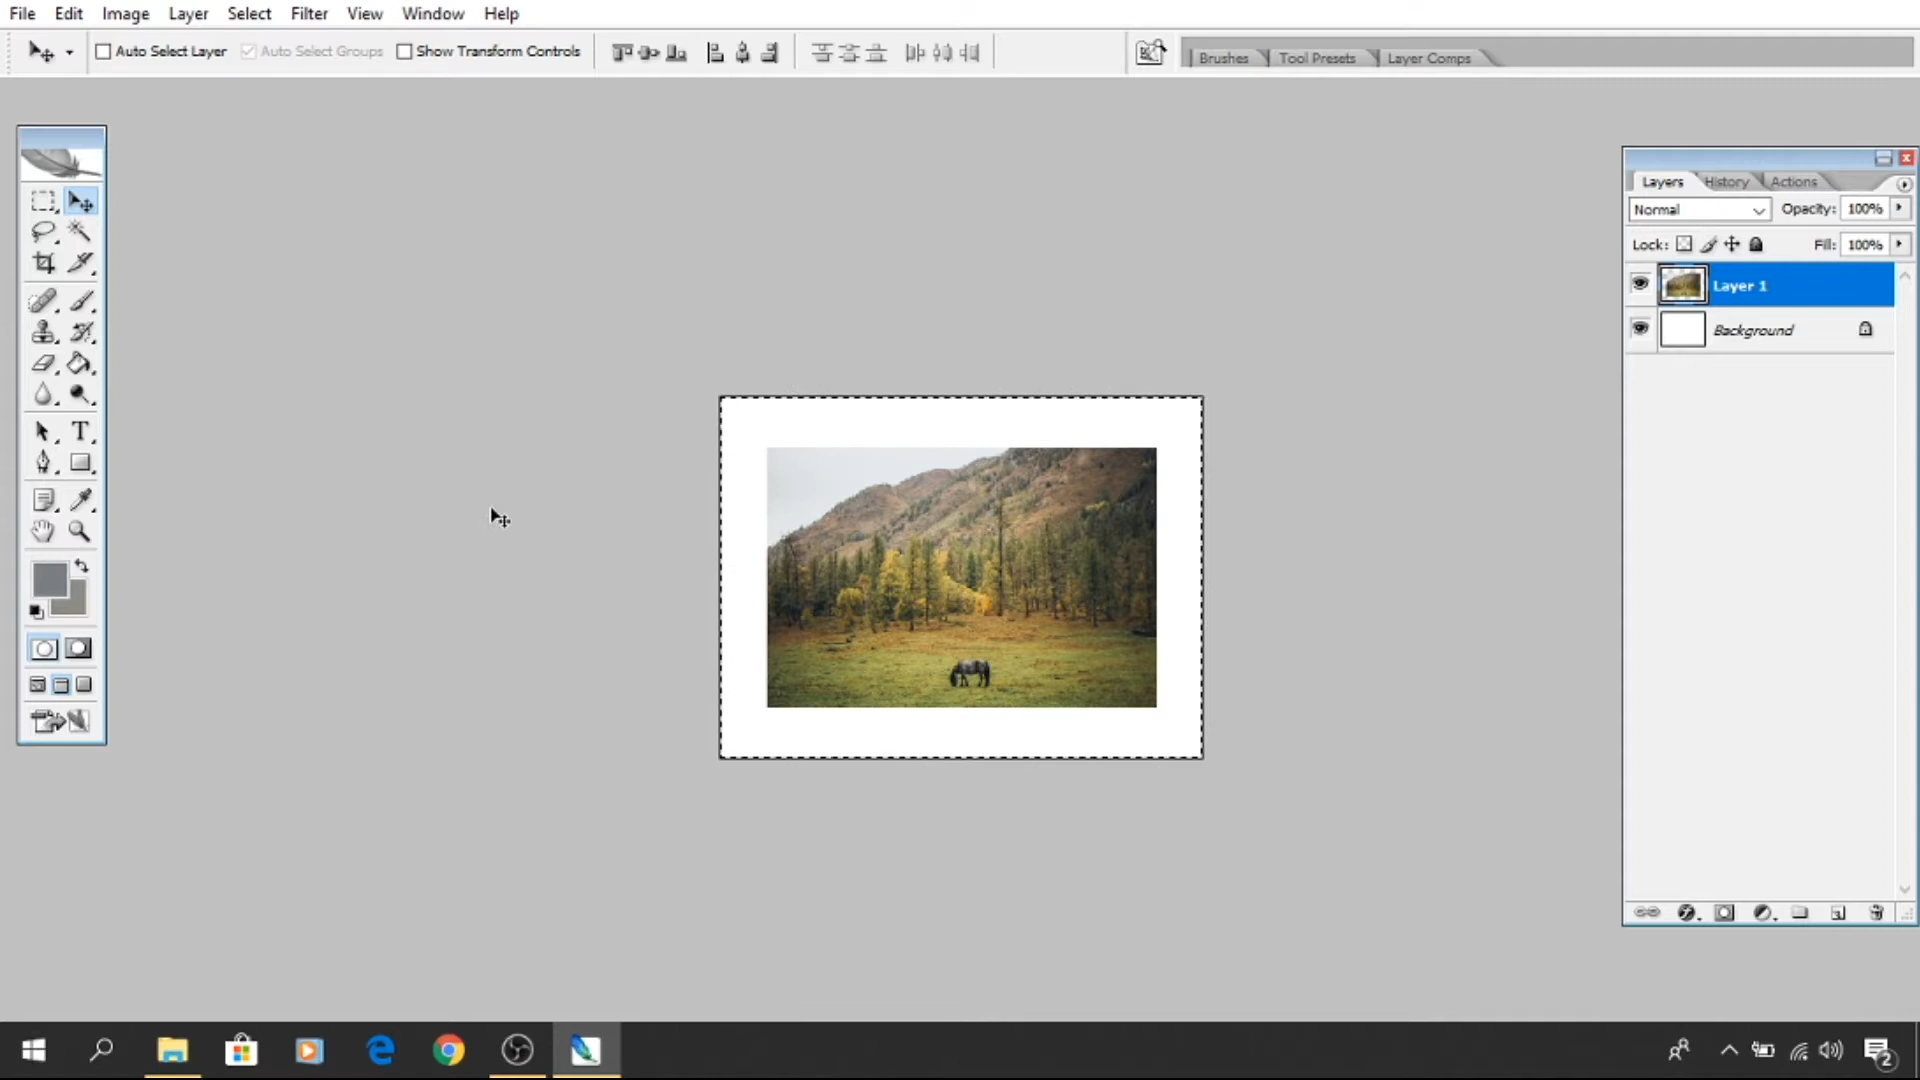 File Edit Image Layer Select Filter View Window Help
Auto Select Layer Auto Select Groups Show Transform Controls Brushes Tool Presets Layer Comps
Layers History Actions
Normal Opacity: 100%
Lock: Fill: 100%
Layer 1
Background
T
2